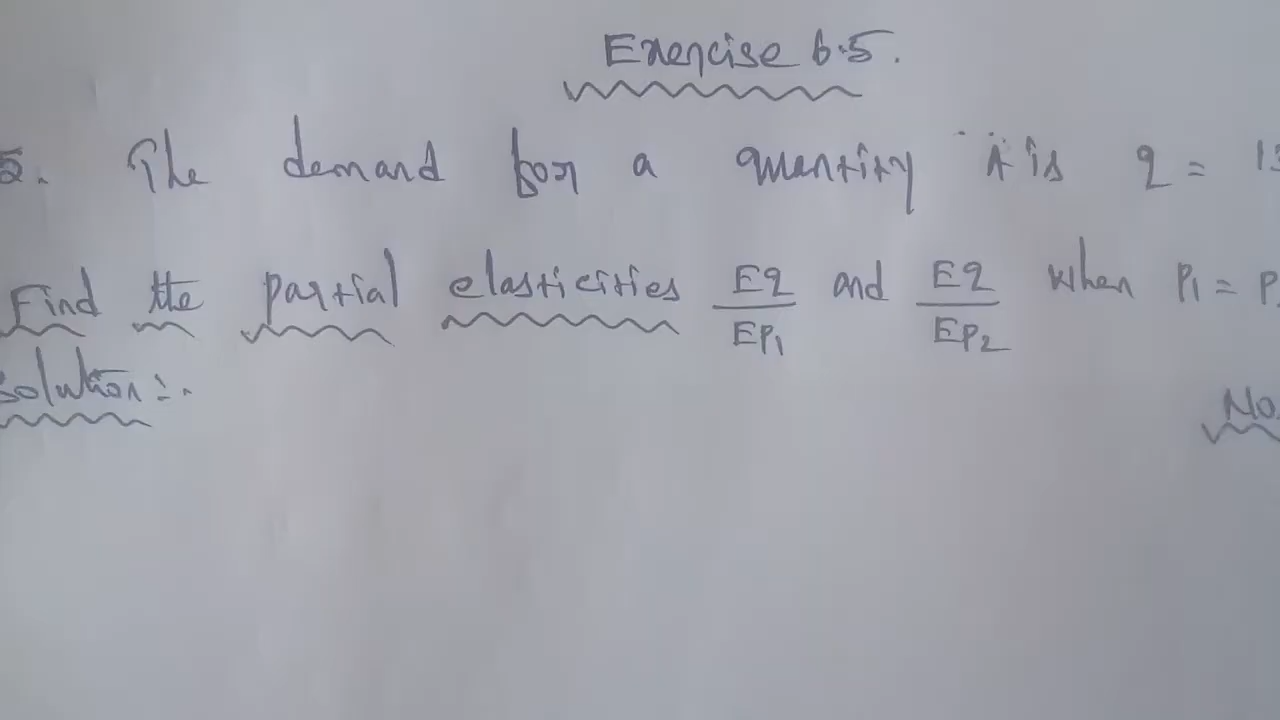 Exercise 6.5.
2. The demand for a quantity A is q = 13
Find the partial elasticities Eq/Ep1 and Eq/Ep2 when p1 = p
Solution:-
No